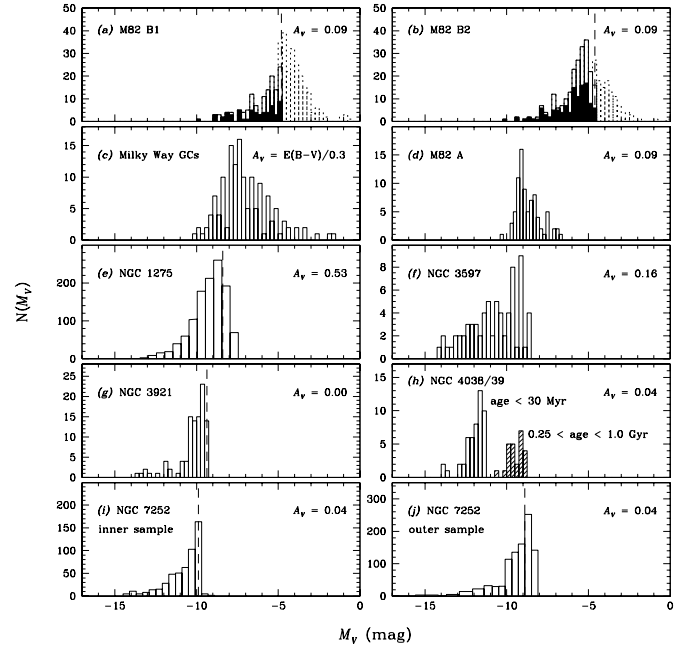 (a) M82 B1
A_V = 0.09
(b) M82 B2
A_V = 0.09
50
40
30
20
10
0
50
40
30
20
10
0
(c) Milky Way GCs
A_V = E(B-V)/0.3
(d) M82 A
A_V = 0.09
15
10
5
0
15
10
5
0
(e) NGC 1275
A_V = 0.53
(f) NGC 3597
A_V = 0.16
200
100
0
8
6
4
2
0
N(M_V)
(g) NGC 3921
A_V = 0.00
(h) NGC 4038/39
A_V = 0.04
age < 30 Myr
0.25 < age < 1.0 Gyr
25
20
15
10
5
0
15
10
5
0
(i) NGC 7252
inner sample
A_V = 0.04
(j) NGC 7252
outer sample
A_V = 0.04
200
150
100
50
0
300
200
100
0
-15
-10
-5
-15
-10
-5
0
M_V (mag)